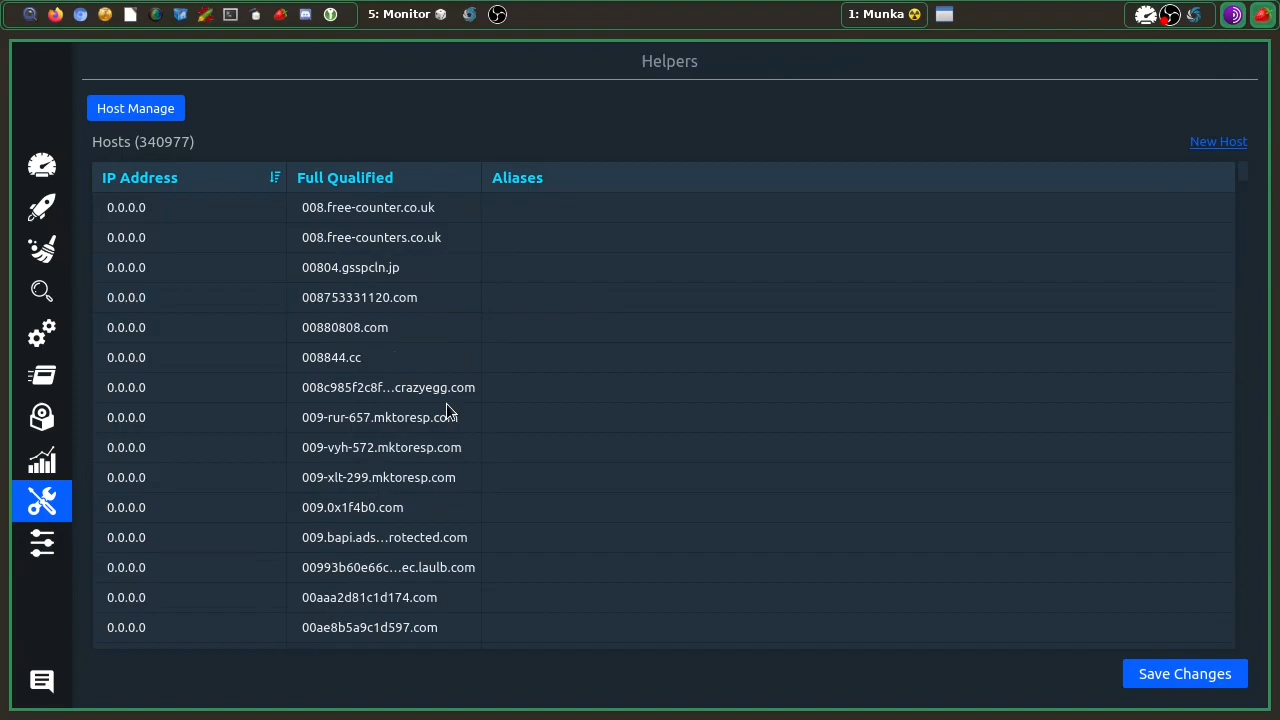 5: Monitor
1: Munka
Helpers
Host Manage
Hosts (340977)
New Host
IP Address Full Qualified Aliases
0.0.0.0 008.free-counter.co.uk
0.0.0.0 008.free-counters.co.uk
0.0.0.0 00804.gsspcln.jp
0.0.0.0 008753331120.com
0.0.0.0 00880808.com
0.0.0.0 008844.cc
0.0.0.0 008c985f2c8f...crazyegg.com
0.0.0.0 009-rur-657.mktoresp.com
0.0.0.0 009-vyh-572.mktoresp.com
0.0.0.0 009-xlt-299.mktoresp.com
0.0.0.0 009.0x1f4b0.com
0.0.0.0 009.bapi.ads...rotected.com
0.0.0.0 00993b60e66c...ec.laulb.com
0.0.0.0 00aaa2d81c1d174.com
0.0.0.0 00ae8b5a9c1d597.com
Save Changes